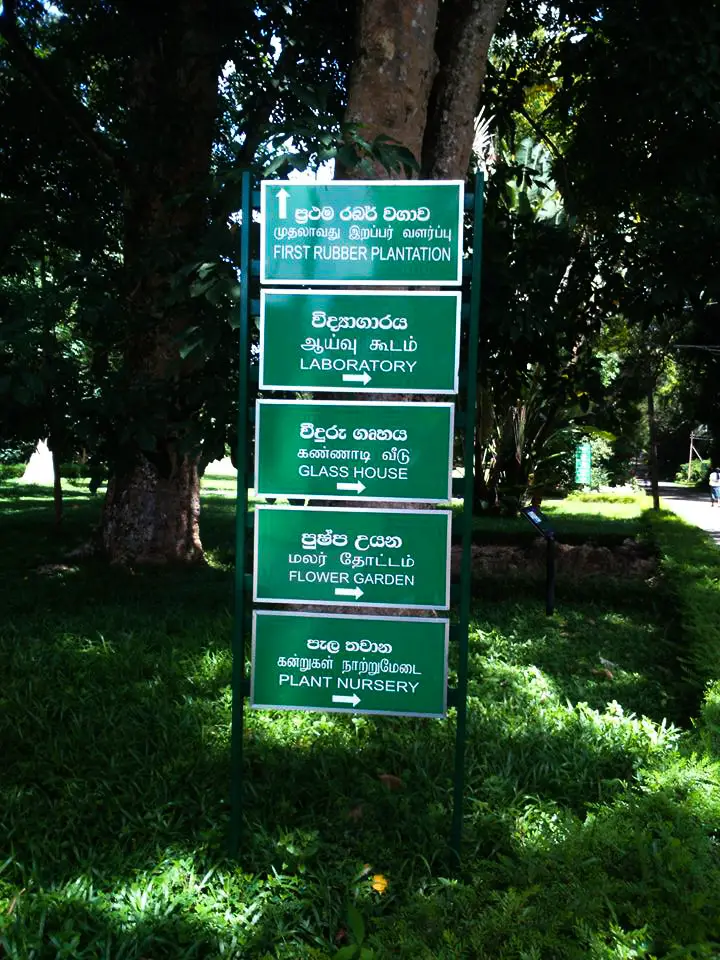 ප්‍රථම රබර් වගාව
முதலாவது இறப்பர் வளர்ப்பு
FIRST RUBBER PLANTATION
විද්‍යාගාරය
ஆய்வு கூடம்
LABORATORY
විදුරු ගෘහය
கண்ணாடி வீடு
GLASS HOUSE
පුෂ්ප උයන
மலர் தோட்டம்
FLOWER GARDEN
පැල තවාන
கன்றுகள் நாற்றுமேடை
PLANT NURSERY